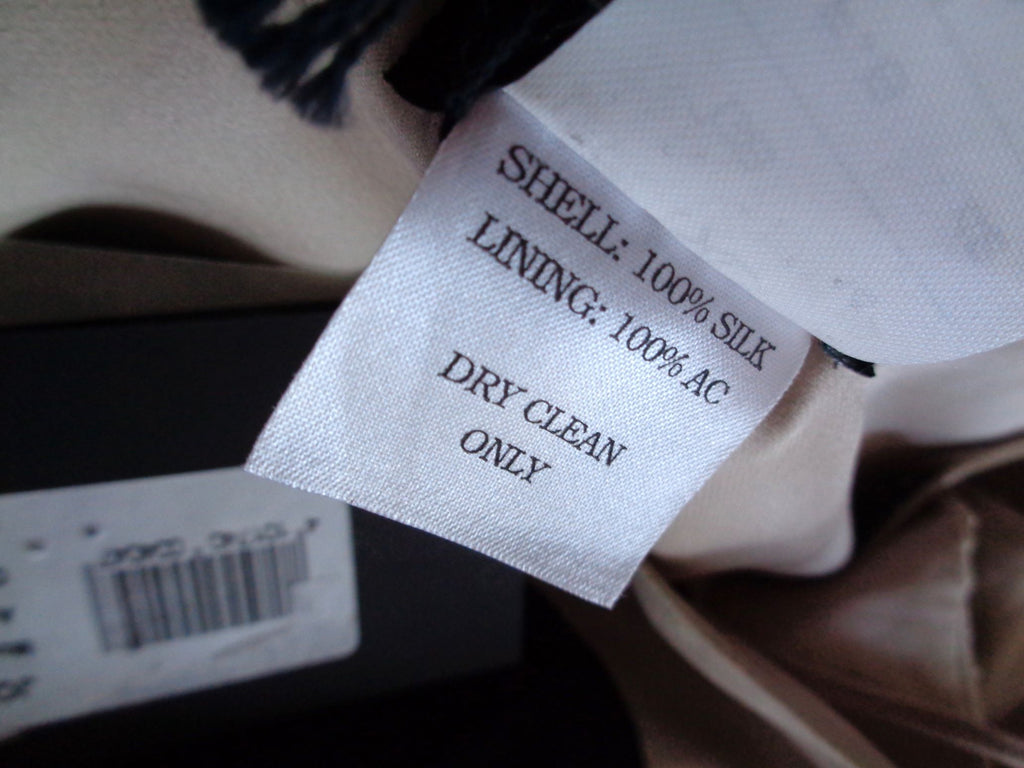 SHELL: 100% SILK
LINING: 100% AC
DRY CLEAN
ONLY